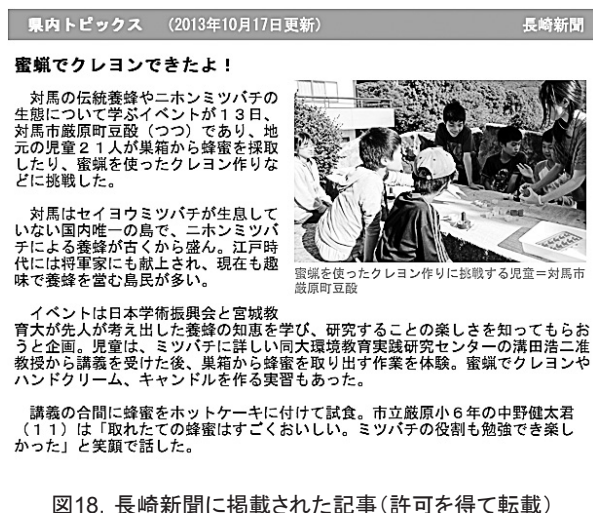 県内トピックス （2013年10月17日更新） 長崎新聞
蜜蝋でクレヨンできたよ！
対馬の伝統養蜂やニホンミツバチの
生態について学ぶイベントが１３日、
対馬市厳原町豆酘（つつ）であり、地
元の児童２１人が巣箱から蜂蜜を採取
したり、蜜蝋を使ったクレヨン作りな
どに挑戦した。
対馬はセイヨウミツバチが生息して
いない国内唯一の島で、ニホンミツバ
チによる養蜂が古くから盛ん。江戸時
代には将軍家にも献上され、現在も趣
味で養蜂を営む島民が多い。
蜜蝋を使ったクレヨン作りに挑戦する児童＝対馬市
厳原町豆酘
イベントは日本学術振興会と宮城教
育大が先人が考え出した養蜂の知恵を学び、研究することの楽しさを知ってもらお
うと企画。児童は、ミツバチに詳しい同大環境教育実践研究センターの溝田浩二准
教授から講義を受けた後、巣箱から蜂蜜を取り出す作業を体験。蜜蝋でクレヨンや
ハンドクリーム、キャンドルを作る実習もあった。
講義の合間に蜂蜜をホットケーキに付けて試食。市立厳原小６年の中野健太君
（１１）は「取れたての蜂蜜はすごくおいしい。ミツバチの役割も勉強でき楽し
かった」と笑顔で話した。
図18．長崎新聞に掲載された記事（許可を得て転載）